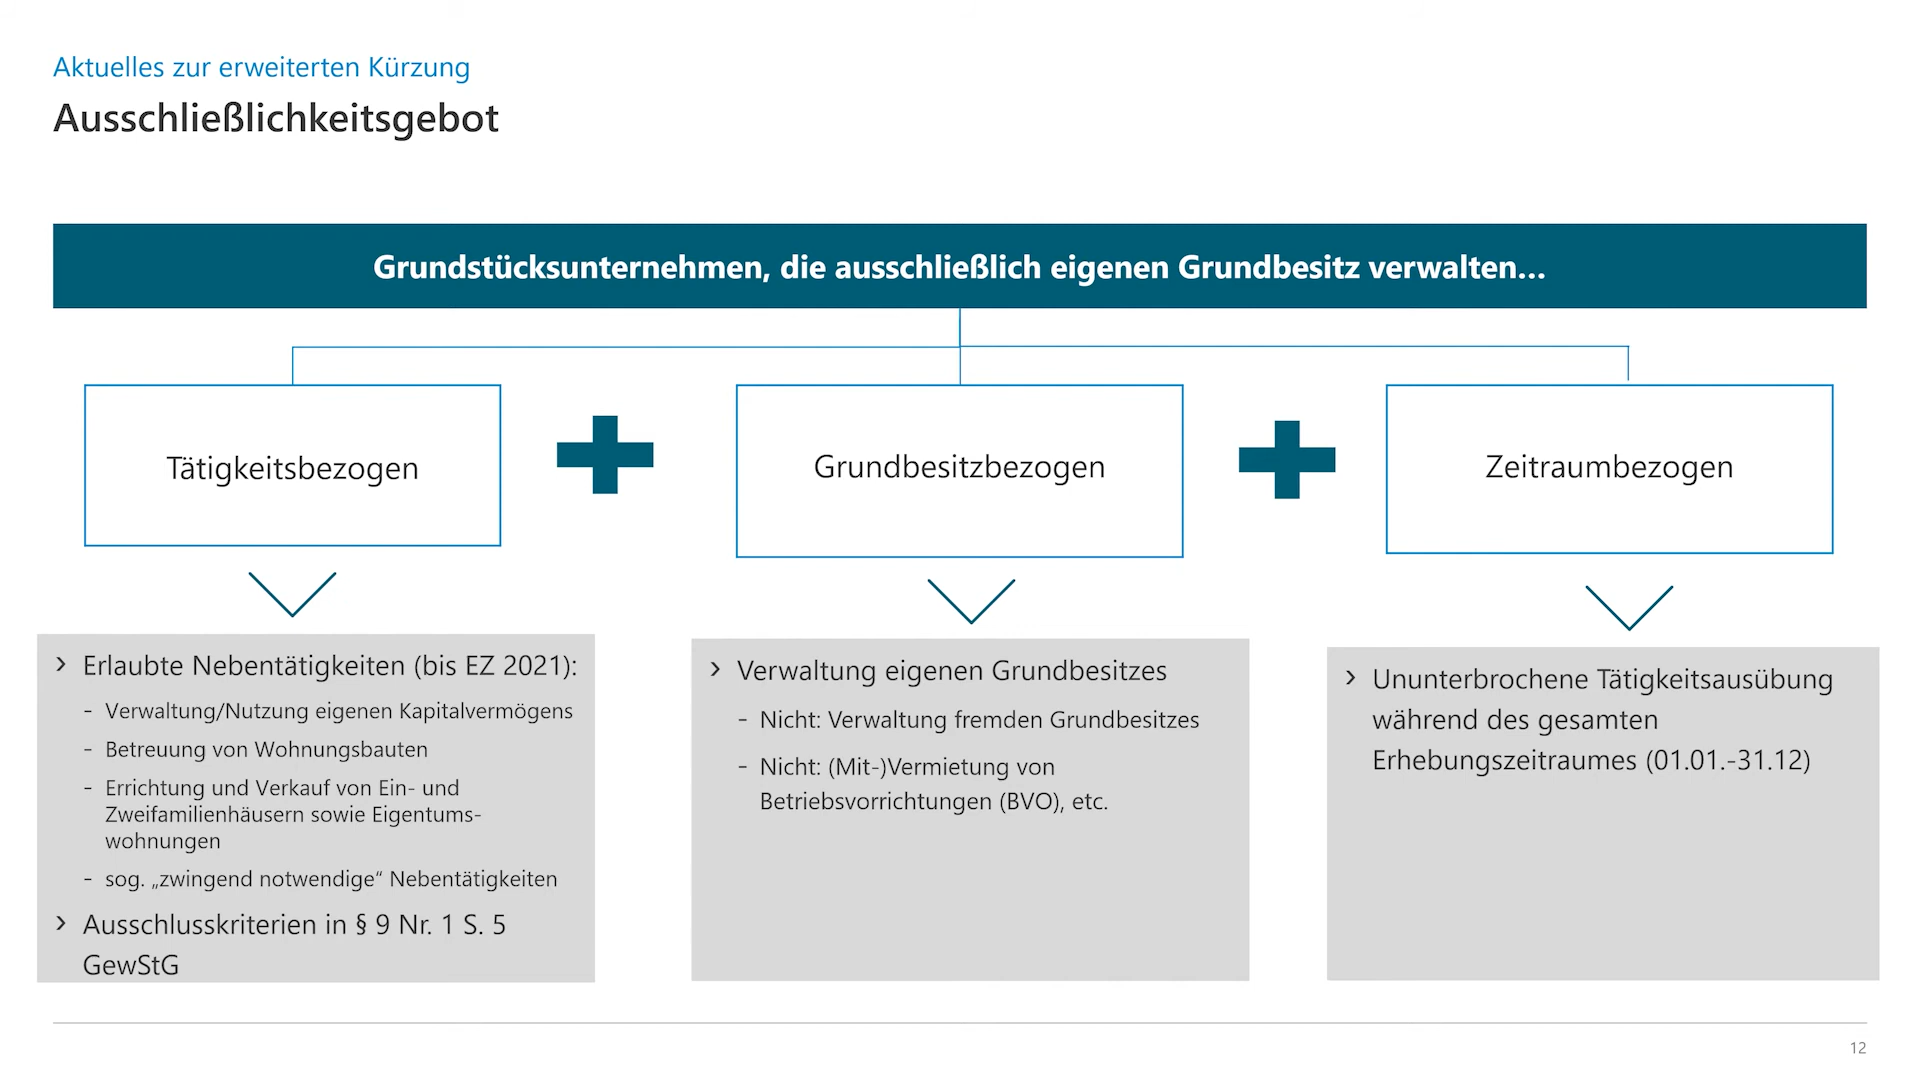 Aktuelles zur erweiterten Kürzung
Ausschließlichkeitsgebot
Grundstücksunternehmen, die ausschließlich eigenen Grundbesitz verwalten...
Tätigkeitsbezogen
Grundbesitzbezogen
Zeitraumbezogen
› Erlaubte Nebentätigkeiten (bis EZ 2021):
- Verwaltung/Nutzung eigenen Kapitalvermögens
- Betreuung von Wohnungsbauten
- Errichtung und Verkauf von Ein- und
Zweifamilienhäusern sowie Eigentums-
wohnungen
- sog. „zwingend notwendige“ Nebentätigkeiten
› Ausschlusskriterien in § 9 Nr. 1 S. 5
GewStG
› Verwaltung eigenen Grundbesitzes
- Nicht: Verwaltung fremden Grundbesitzes
- Nicht: (Mit-)Vermietung von
Betriebsvorrichtungen (BVO), etc.
› Ununterbrochene Tätigkeitsausübung
während des gesamten
Erhebungszeitraumes (01.01.-31.12)
12